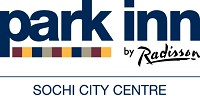 park inn
by Radisson
SOCHI CITY CENTRE